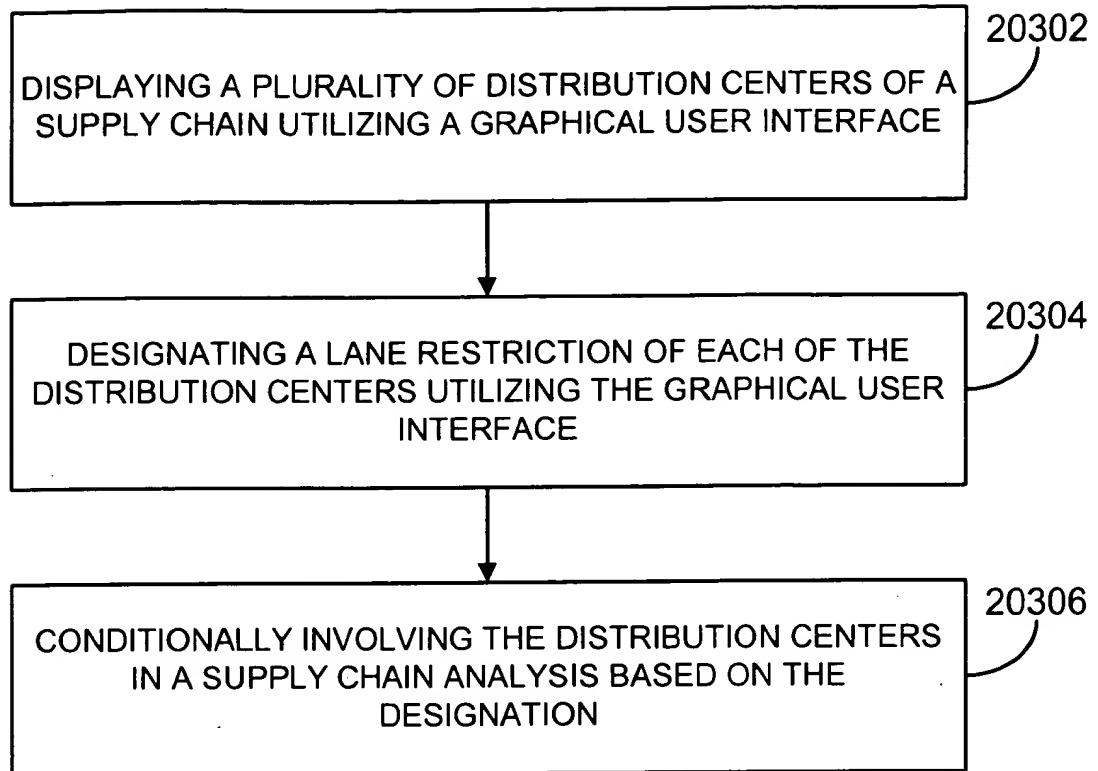 20302
DISPLAYING A PLURALITY OF DISTRIBUTION CENTERS OF A
SUPPLY CHAIN UTILIZING A GRAPHICAL USER INTERFACE
20304
DESIGNATING A LANE RESTRICTION OF EACH OF THE
DISTRIBUTION CENTERS UTILIZING THE GRAPHICAL USER
INTERFACE
20306
CONDITIONALLY INVOLVING THE DISTRIBUTION CENTERS
IN A SUPPLY CHAIN ANALYSIS BASED ON THE
DESIGNATION